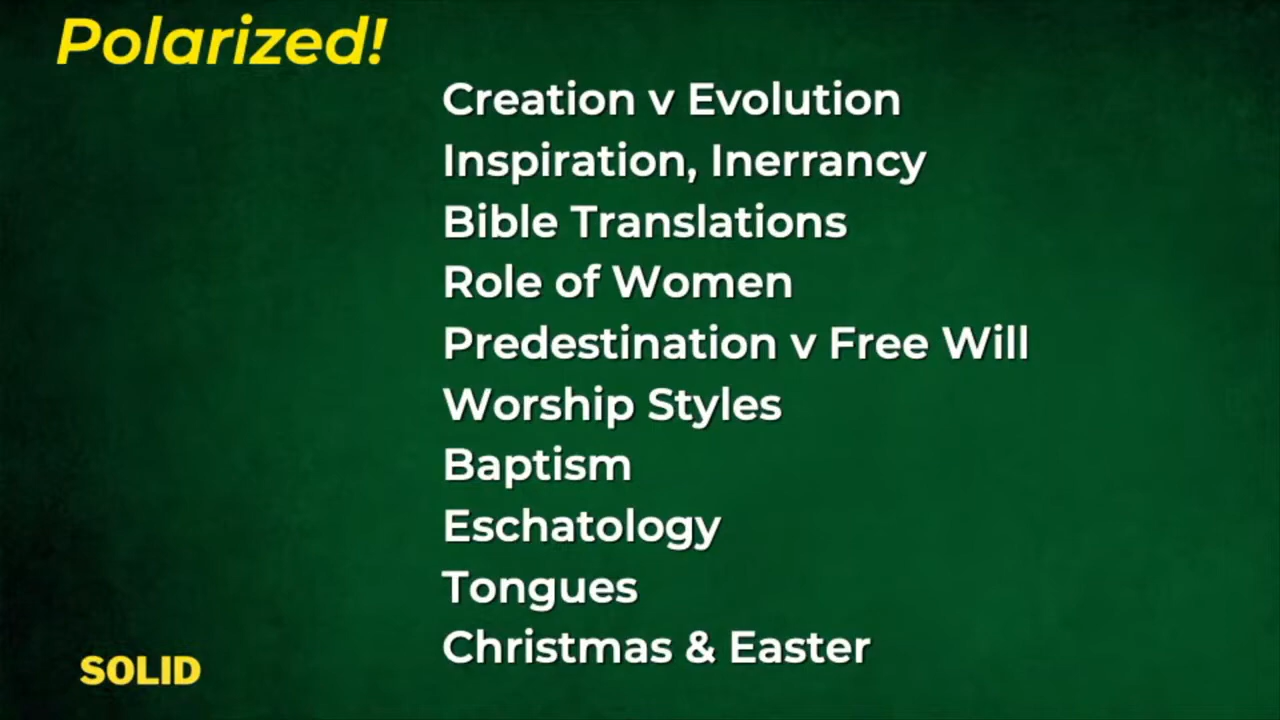 Polarized!
Creation v Evolution
Inspiration, Inerrancy
Bible Translations
Role of Women
Predestination v Free Will
Worship Styles
Baptism
Eschatology
Tongues
Christmas & Easter
SOLID